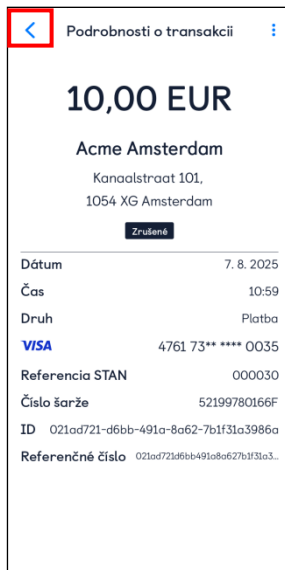 Podrobnosti o transakcii
10,00 EUR
Acme Amsterdam
Kanaalstraat 101,
1054 XG Amsterdam
Zrušené
Dátum 7. 8. 2025
Čas 10:59
Druh Platba
VISA 4761 73** **** 0035
Referencia STAN 000030
Číslo šarže 52199780166F
ID 021ad721-d6bb-491a-8a62-7b1f31a3986a
Referenčné číslo 021ad721d6bb491a8a627b1f31a3...